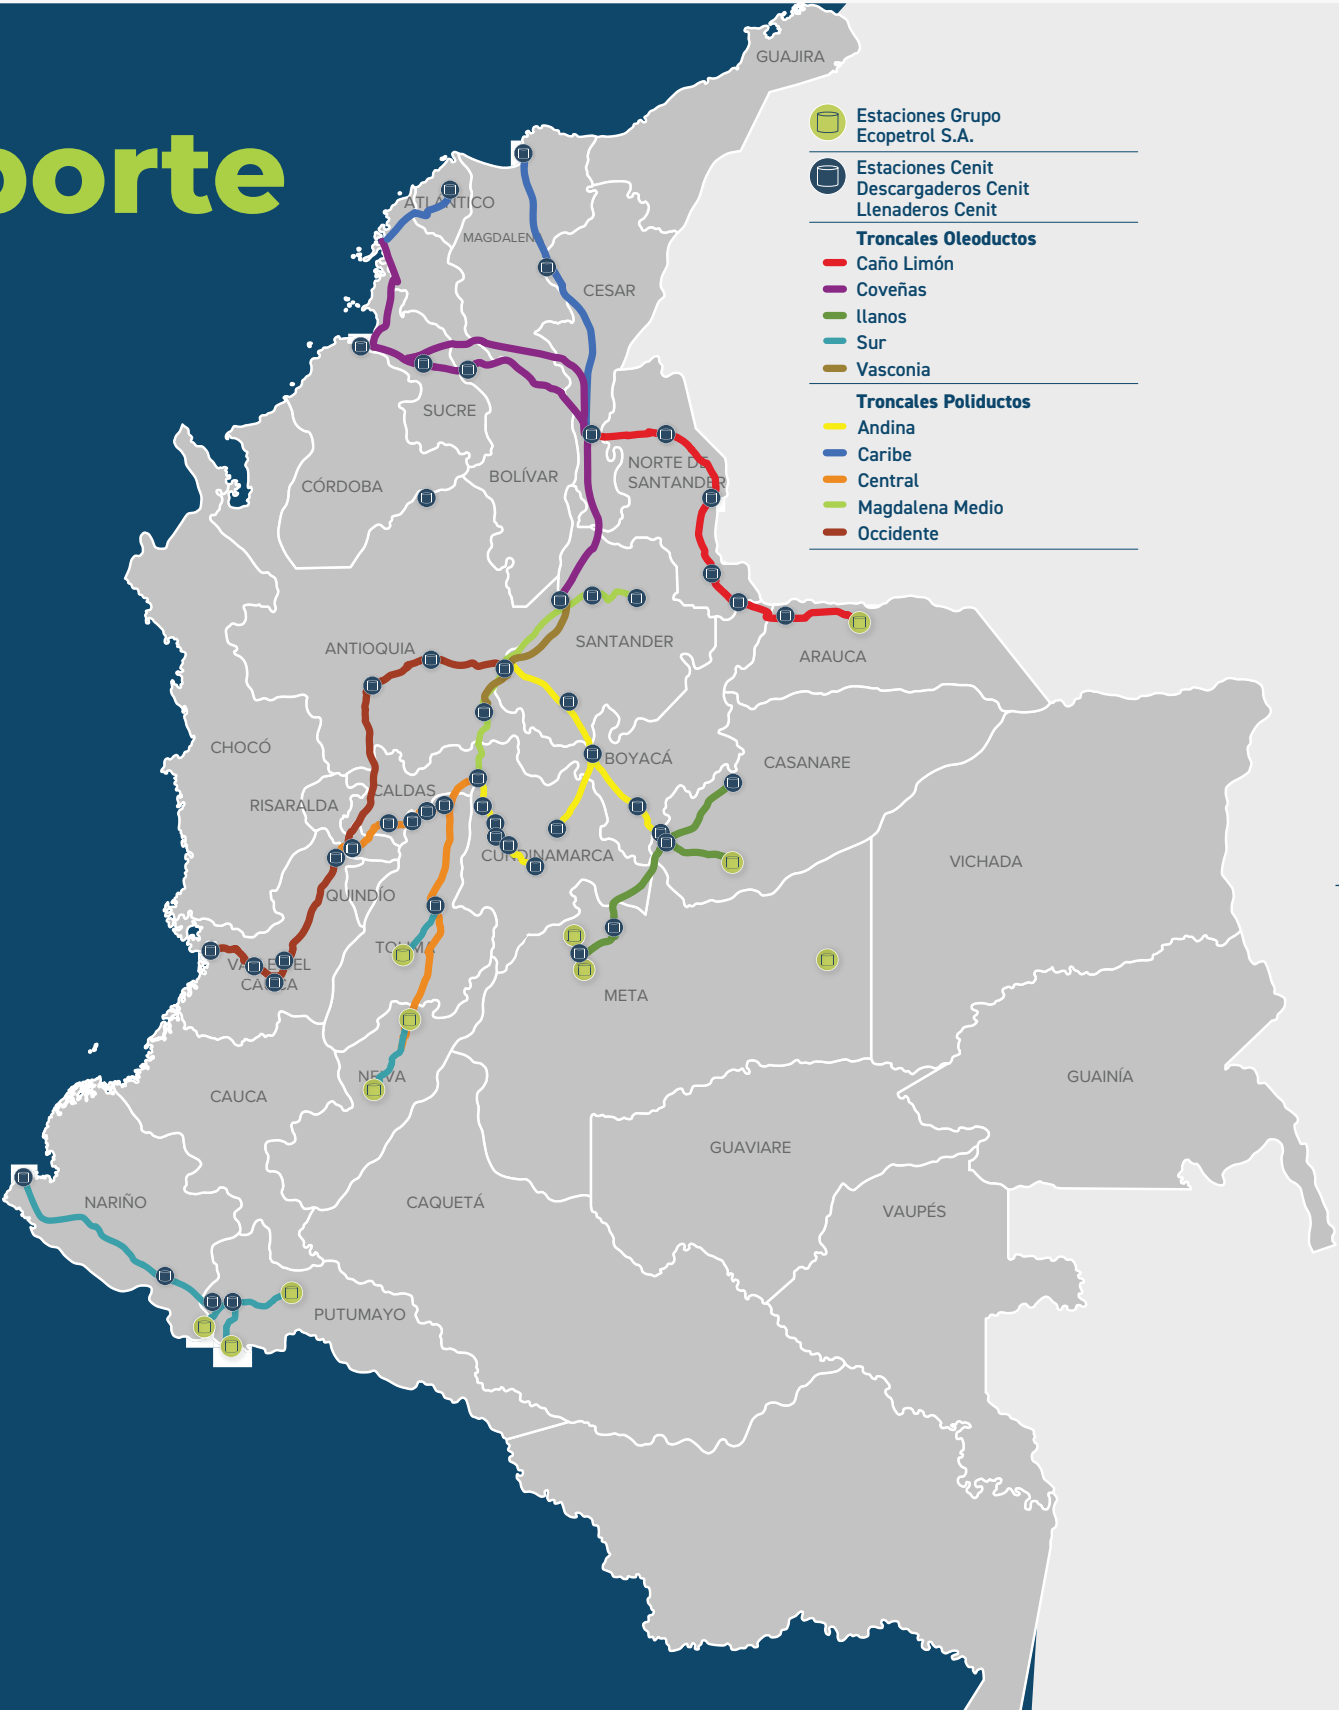 porte
GUAJIRA
Estaciones Grupo
Ecopetrol S.A.
Estaciones Cenit
Descargaderos Cenit
Llenaderos Cenit
Troncales Oleoductos
Caño Limón
Coveñas
llanos
Sur
Vasconia
Troncales Poliductos
Andina
Caribe
Central
Magdalena Medio
Occidente
ATLÁNTICO
MAGDALENA
CESAR
SUCRE
NORTE DE
SANTANDER
BOLÍVAR
CÓRDOBA
ANTIOQUIA
SANTANDER
ARAUCA
CHOCÓ
BOYACÁ
CASANARE
CALDAS
RISARALDA
CUNDINAMARCA
VICHADA
QUINDÍO
TOLIMA
VALLE DEL
CAUCA
META
NEIVA
CAUCA
GUAINÍA
GUAVIARE
NARIÑO
CAQUETÁ
VAUPÉS
PUTUMAYO